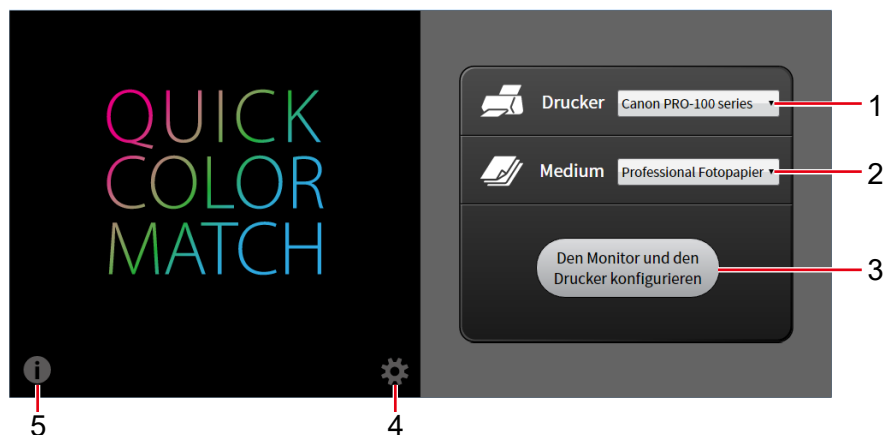 QUICK
COLOR
MATCH
Drucker
Canon PRO-100 series
1
Medium
Professional Fotopapier
2
Den Monitor und den
Drucker konfigurieren
3
i
5
4